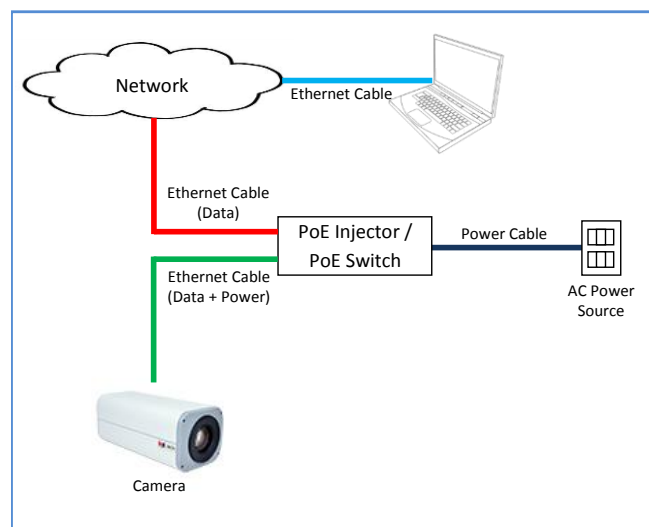 Network
Ethernet Cable
Ethernet Cable
(Data)
PoE Injector /
PoE Switch
Power Cable
Ethernet Cable
(Data + Power)
AC Power
Source
Camera